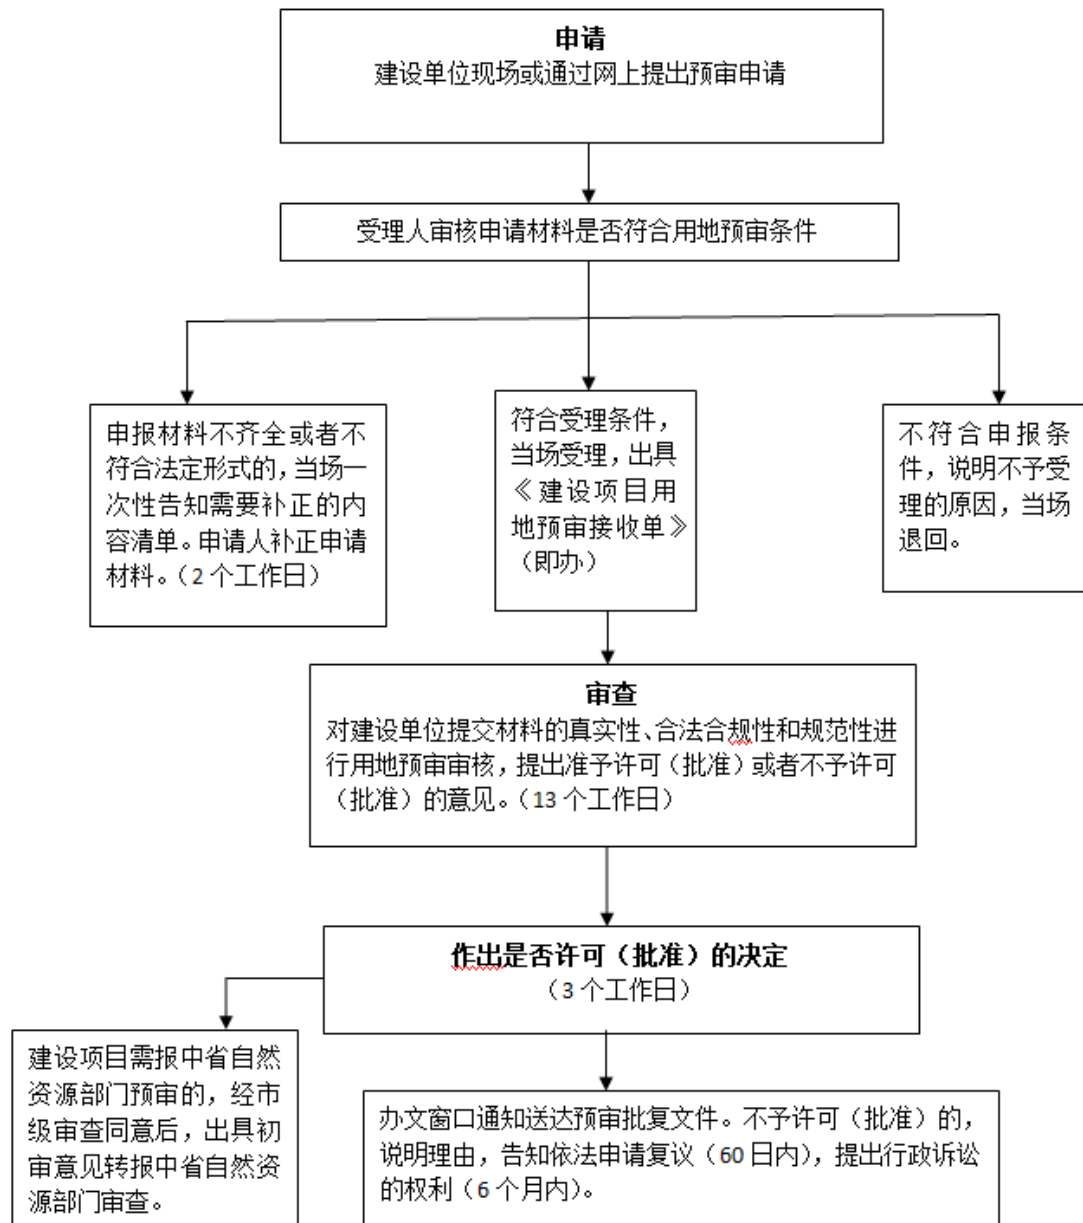 申请
建设单位现场或通过网上提出预审申请
受理人审核申请材料是否符合用地预审条件
申报材料不齐全或者不
符合法定形式的，当场一
次性告知需要补正的内
容清单。申请人补正申请
材料。（2 个工作日）
符合受理条件，
当场受理，出具
《建设项目用
地预审接收单》
（即办）
不符合申报条
件，说明不予受
理的原因，当场
退回。
审查
对建设单位提交材料的真实性、合法合规性和规范性进
行用地预审审核，提出准予许可（批准）或者不予许可
（批准）的意见。（13 个工作日）
作出是否许可（批准）的决定
（3 个工作日）
建设项目需报中省自然
资源部门预审的，经市
级审查同意后，出具初
审意见转报中省自然资
源部门审查。
办文窗口通知送达预审批复文件。不予许可（批准）的，
说明理由，告知依法申请复议（60 日内），提出行政诉讼
的权利（6 个月内）。